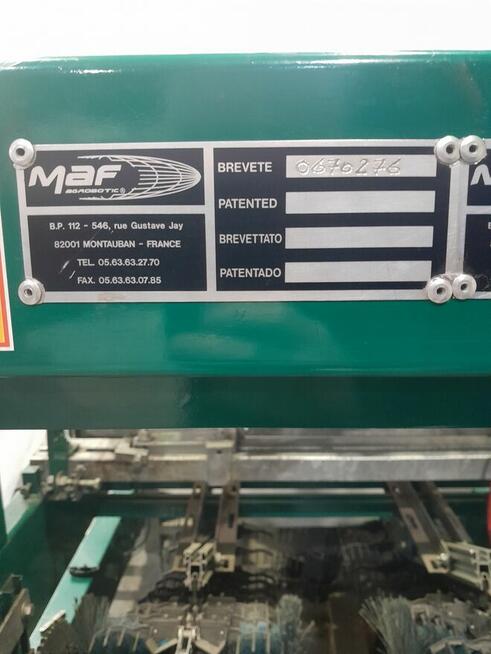 MAF
AGROBOTIC®
B.P. 112 - 546, rue Gustave Jay
82001 MONTAUBAN - FRANCE
TEL. 05.63.63.27.70
FAX. 05.63.63.07.85
BREVETE 0670276
PATENTED
BREVETTATO
PATENTADO